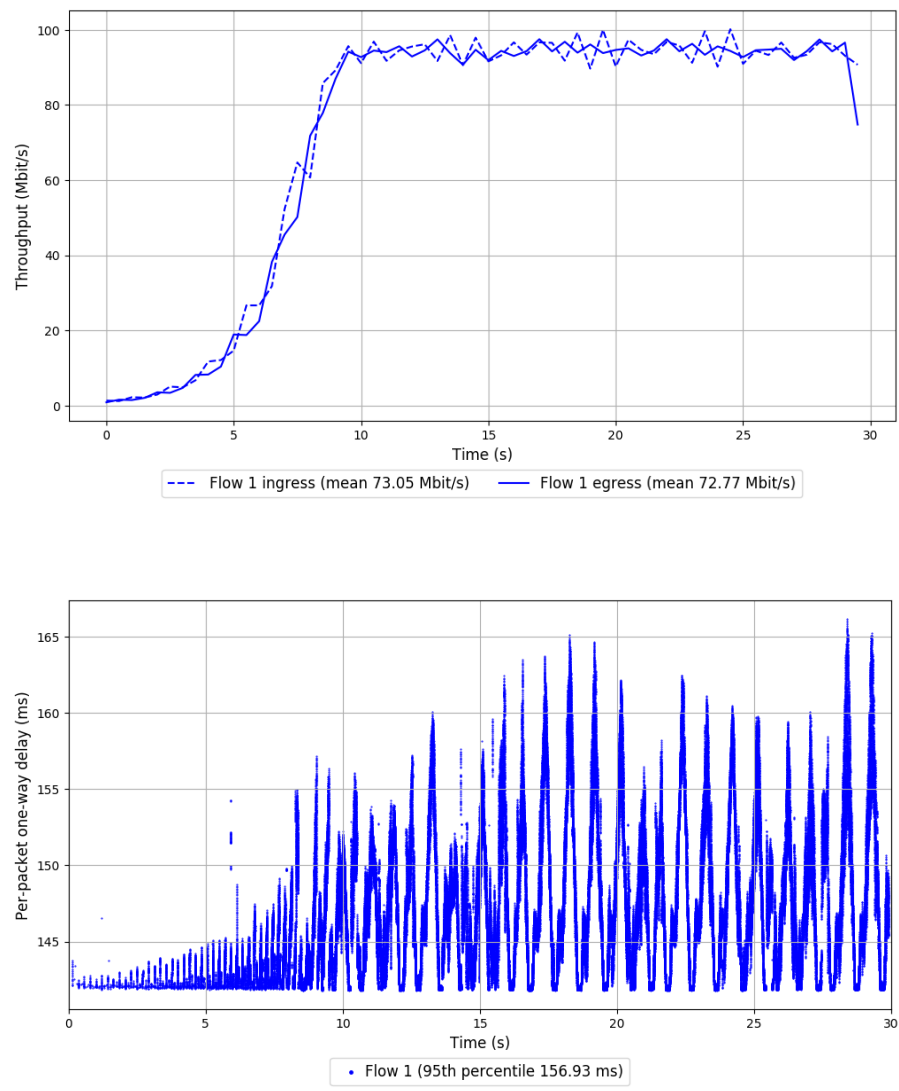 100
80
60
40
20
0
Throughput (Mbit/s)
0 5 10 15 20 25 30
Time (s)
Flow 1 ingress (mean 73.05 Mbit/s) Flow 1 egress (mean 72.77 Mbit/s)
165
160
155
150
145
Per-packet one-way delay (ms)
0 5 10 15 20 25 30
Time (s)
Flow 1 (95th percentile 156.93 ms)